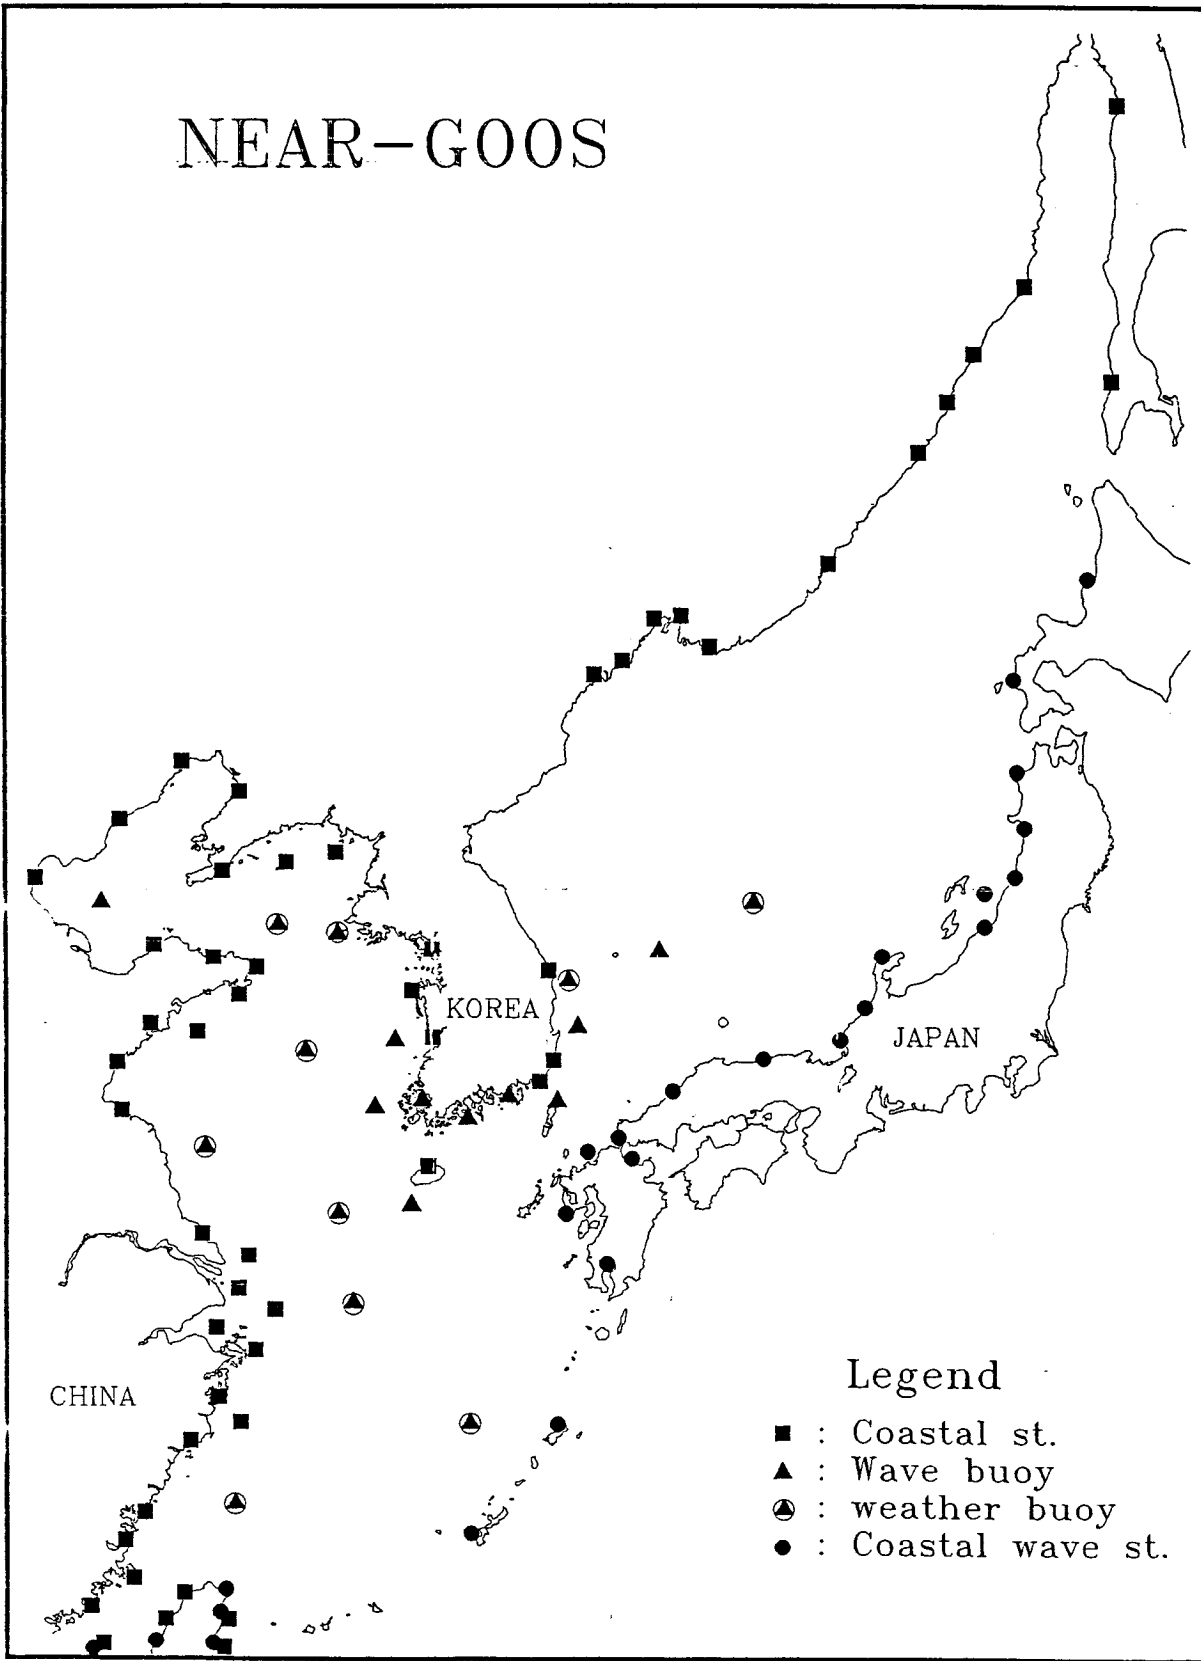 NEAR-GOOS
KOREA
JAPAN
CHINA
Legend
: Coastal st.
: Wave buoy
: weather buoy
: Coastal wave st.